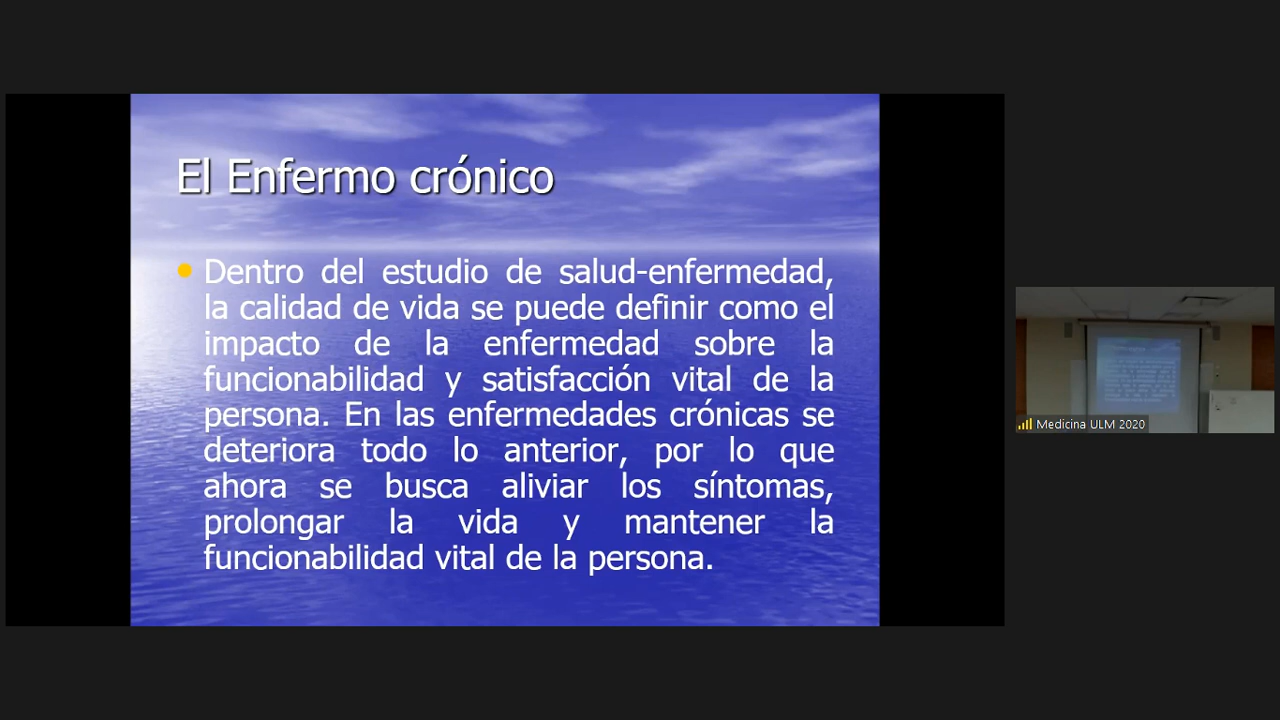 El Enfermo crónico
Dentro del estudio de salud-enfermedad,
la calidad de vida se puede definir como el
impacto de la enfermedad sobre la
funcionabilidad y satisfacción vital de la
persona. En las enfermedades crónicas se
deteriora todo lo anterior, por lo que
ahora se busca aliviar los síntomas,
prolongar la vida y mantener la
funcionabilidad vital de la persona.
Medicina ULM 2020